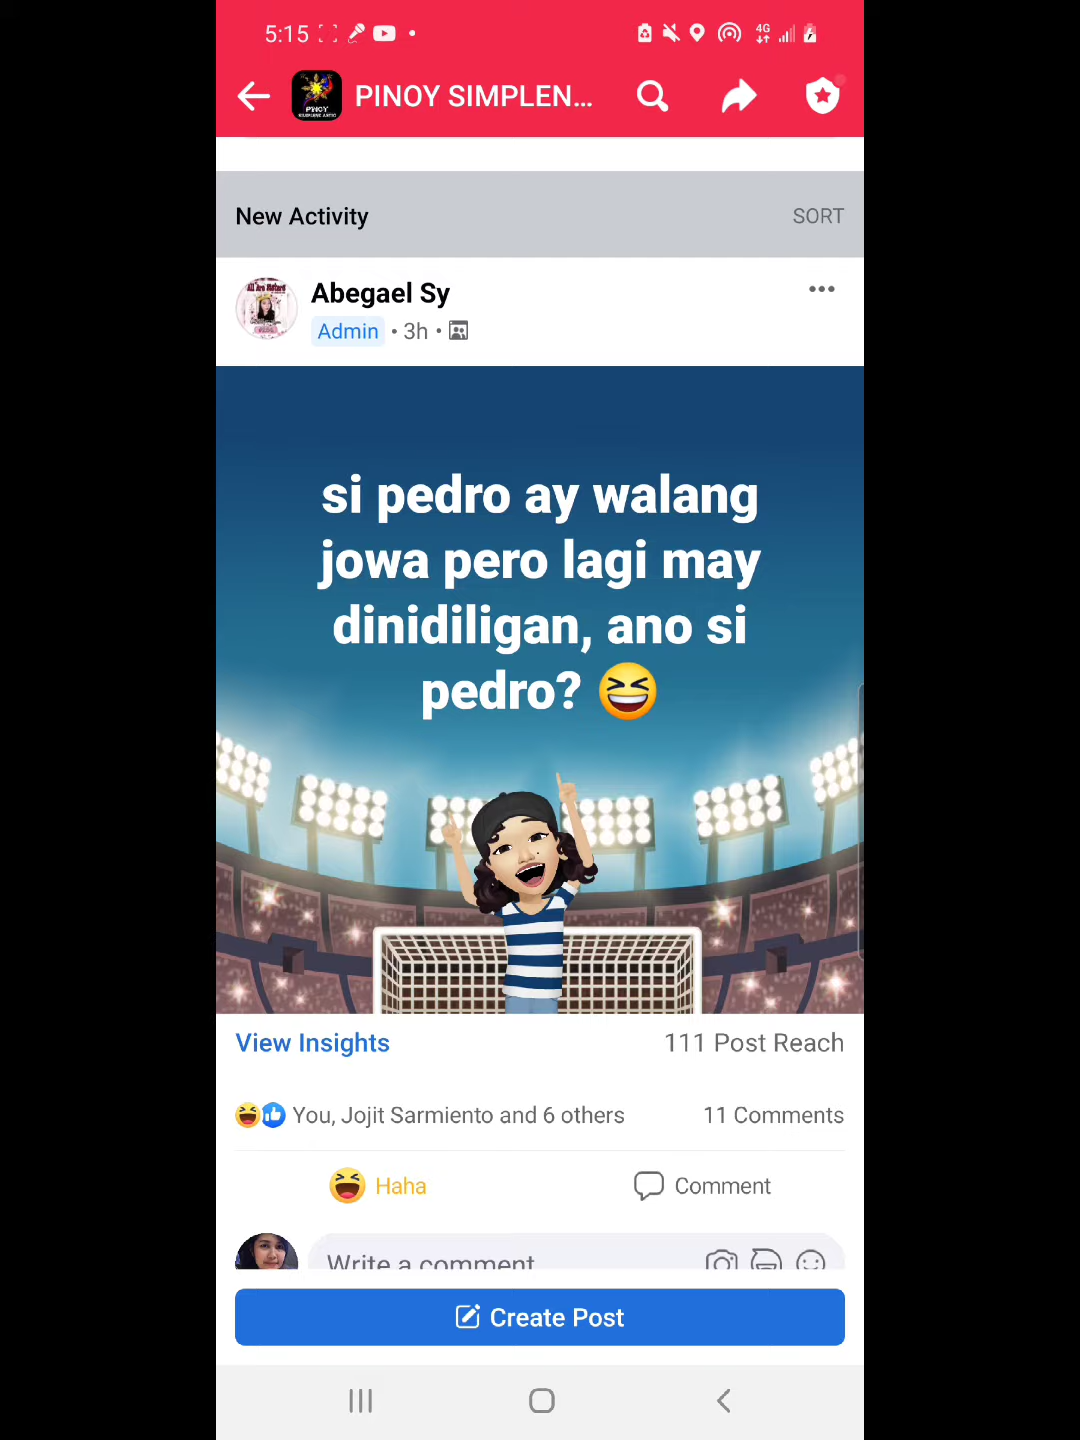 5:15
4G
PINOY SIMPLEN...
PINOY
New Activity
SORT
Abegael Sy
Admin • 3h •
si pedro ay walang
jowa pero lagi may
dinidiligan, ano si
pedro? 😆
View Insights
111 Post Reach
You, Jojit Sarmiento and 6 others
11 Comments
Haha
Comment
Write a comment
Create Post